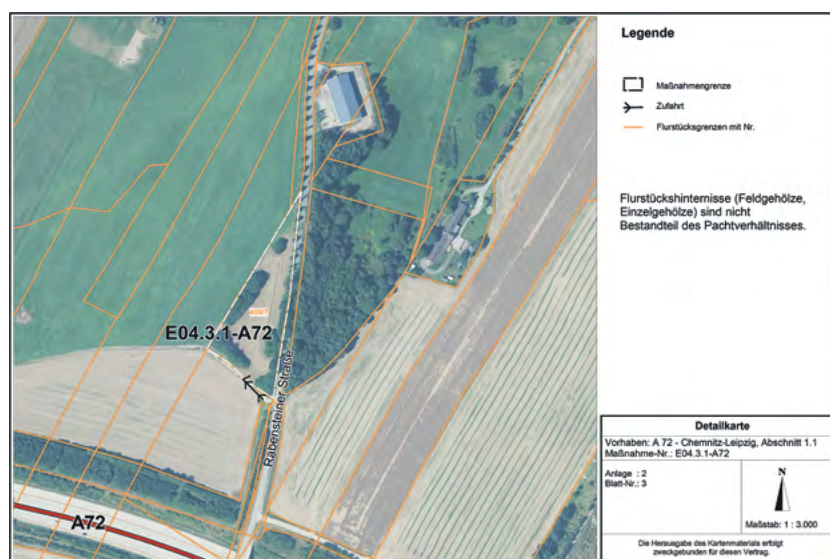 Legende
Maßnahmengrenze
Zufahrt
Flurstücksgrenzen mit Nr.
Flurstückshinternisse (Feldgehölze,
Einzelgehölze) sind nicht
Bestandteil des Pachtverhältnisses.
E04.3.1-A72
Rabensteiner Straße
A72
Detailkarte
Vorhaben: A 72 - Chemnitz-Leipzig, Abschnitt 1.1
Maßnahme-Nr.: E04.3.1-A72
Anlage : 2
Blatt-Nr.: 3
N
Maßstab: 1 : 3.000
Die Herausgabe des Kartenmaterials erfolgt
zweckgebunden für diesen Vertrag.